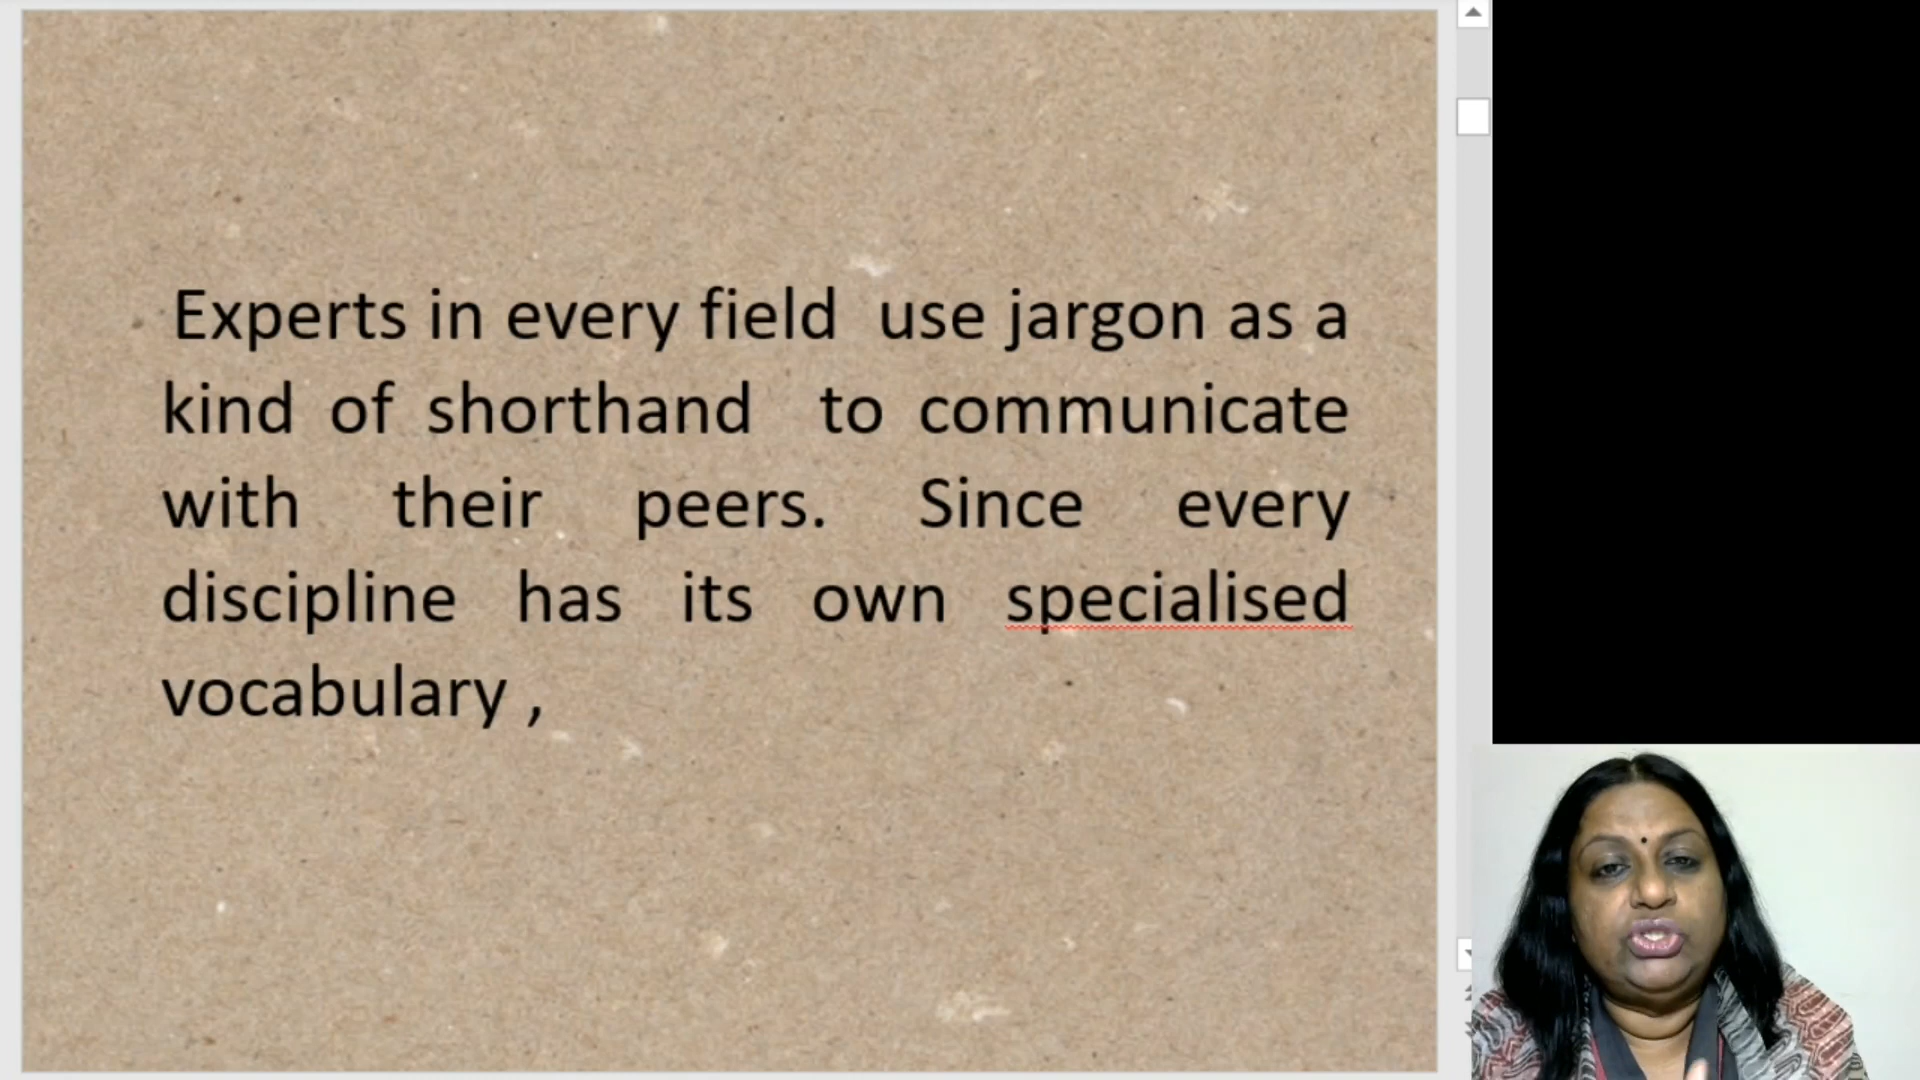 Experts in every field use jargon as a
kind of shorthand to communicate
with their peers. Since every
discipline has its own specialised
vocabulary ,